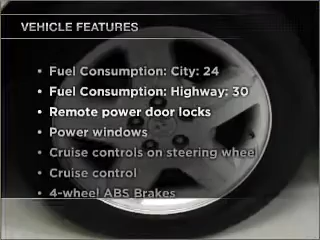 VEHICLE FEATURES
• Fuel Consumption: City: 24
• Fuel Consumption: Highway: 30
• Remote power door locks
• Power windows
• Cruise controls on steering wheel
• Cruise control
• 4-wheel ABS Brakes